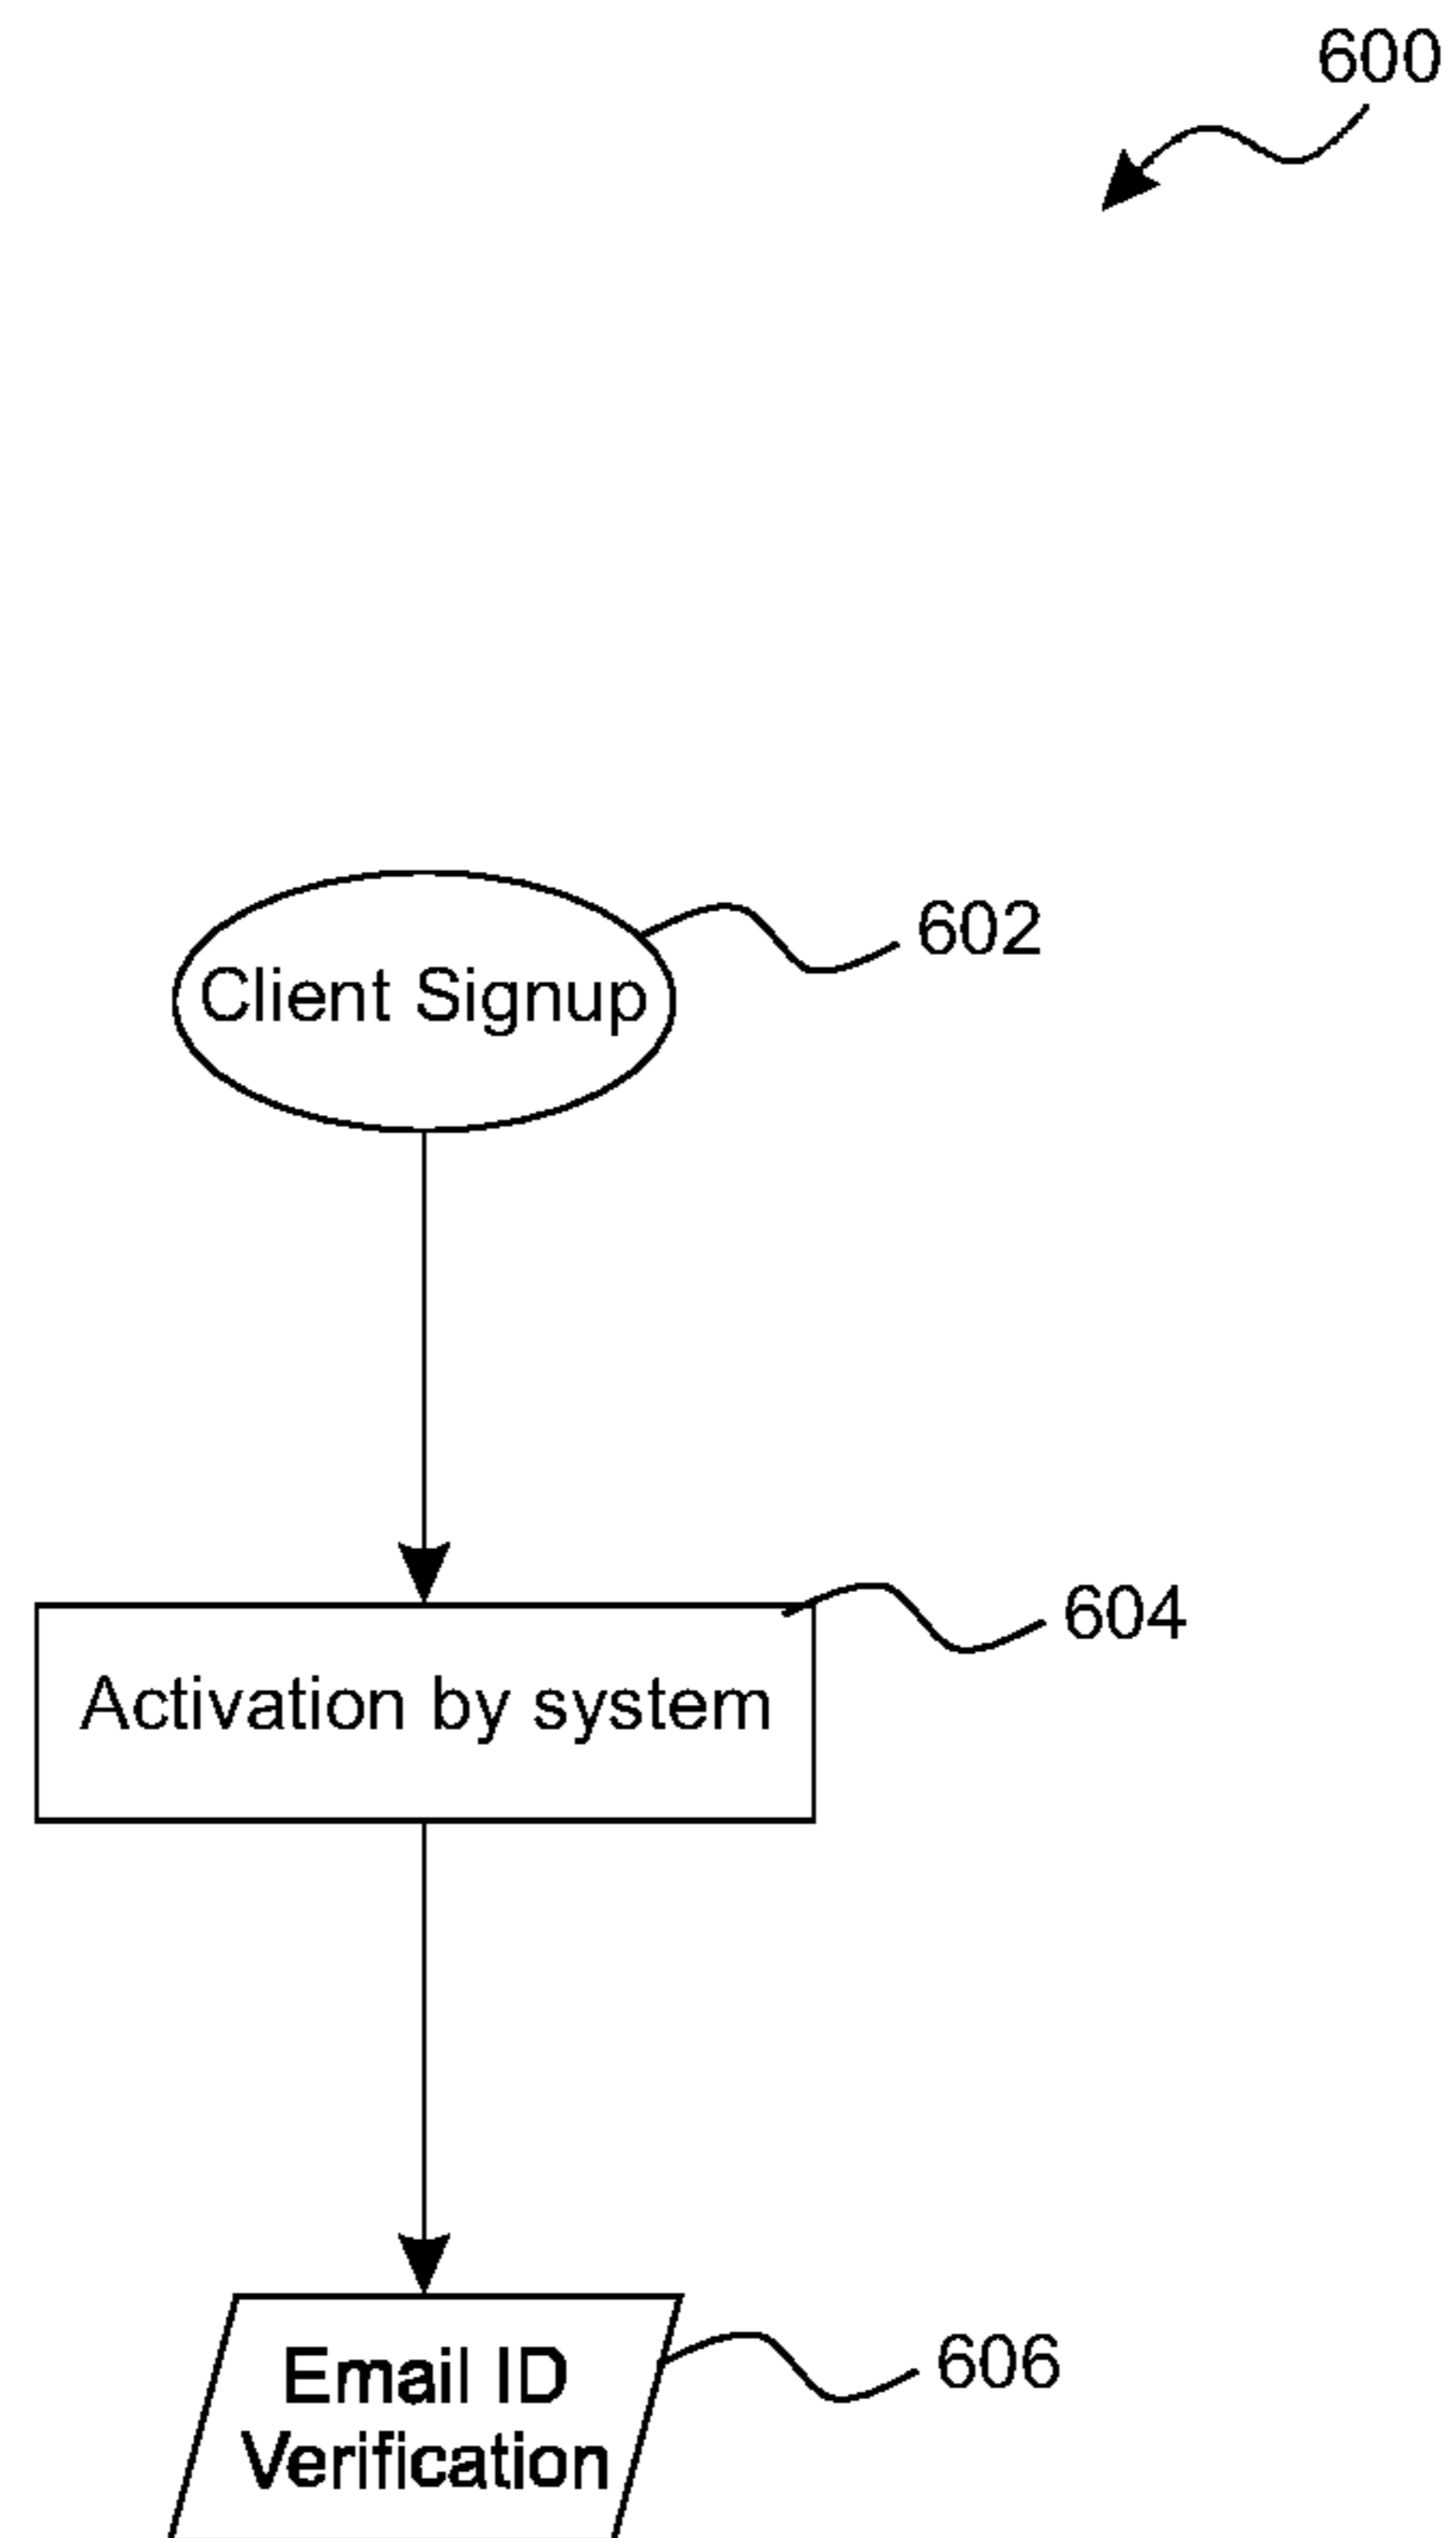 600
Client Signup
602
Activation by system
604
Email ID
Verification
606